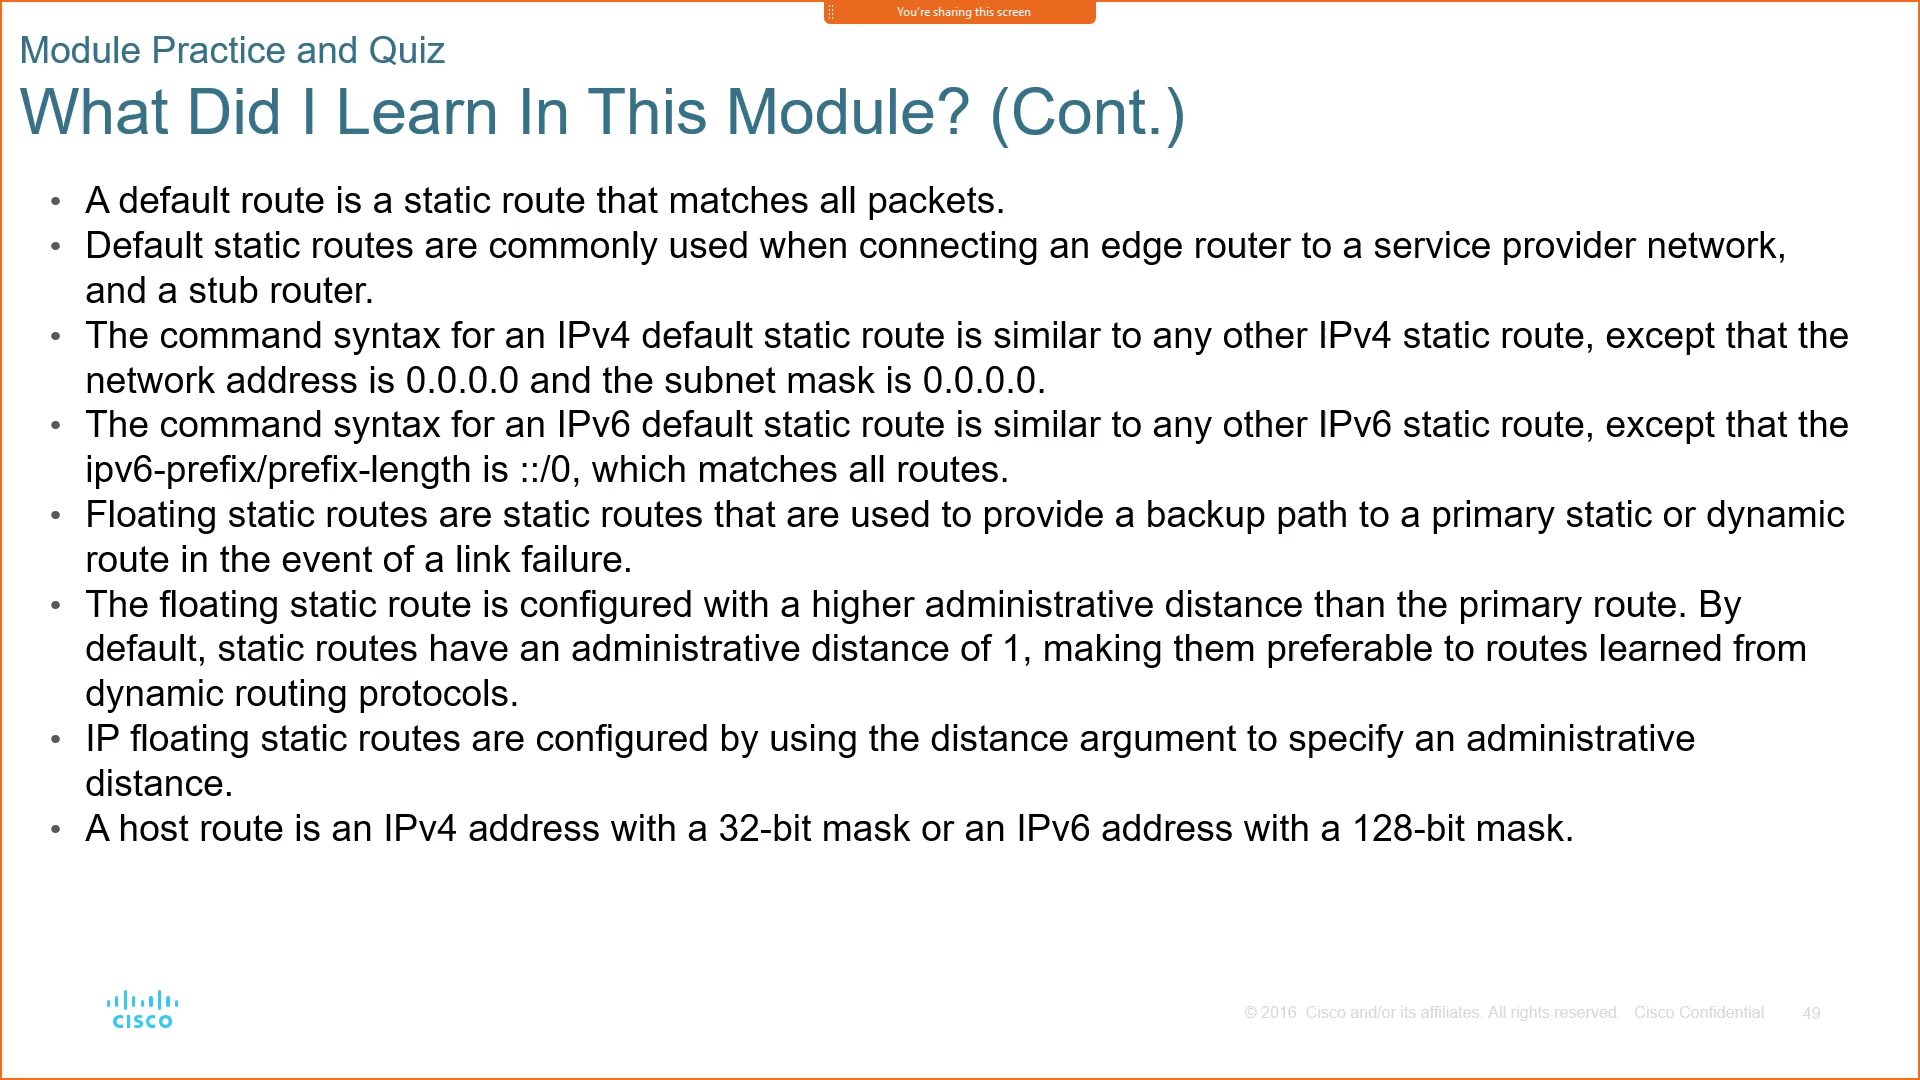 You're sharing this screen
Module Practice and Quiz
What Did I Learn In This Module? (Cont.)
• A default route is a static route that matches all packets.
• Default static routes are commonly used when connecting an edge router to a service provider network,
and a stub router.
• The command syntax for an IPv4 default static route is similar to any other IPv4 static route, except that the
network address is 0.0.0.0 and the subnet mask is 0.0.0.0.
• The command syntax for an IPv6 default static route is similar to any other IPv6 static route, except that the
ipv6-prefix/prefix-length is ::/0, which matches all routes.
• Floating static routes are static routes that are used to provide a backup path to a primary static or dynamic
route in the event of a link failure.
• The floating static route is configured with a higher administrative distance than the primary route. By
default, static routes have an administrative distance of 1, making them preferable to routes learned from
dynamic routing protocols.
• IP floating static routes are configured by using the distance argument to specify an administrative
distance.
• A host route is an IPv4 address with a 32-bit mask or an IPv6 address with a 128-bit mask.
CISCO
© 2016 Cisco and/or its affiliates. All rights reserved. Cisco Confidential 49